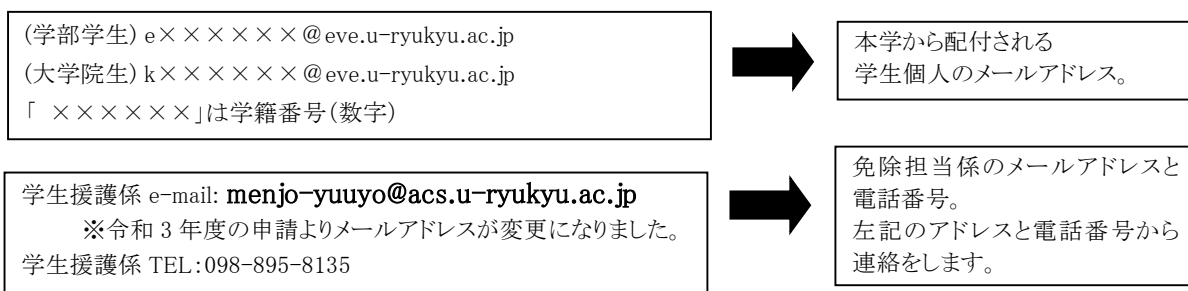 (学部学生) e××××××@eve.u-ryukyu.ac.jp
(大学院生) k××××××@eve.u-ryukyu.ac.jp
「 ××××××」は学籍番号(数字)
本学から配付される
学生個人のメールアドレス。
学生援護係 e-mail: menjo-yuuyo@acs.u-ryukyu.ac.jp
※令和 3 年度の申請よりメールアドレスが変更になりました。
学生援護係 TEL:098-895-8135
免除担当係のメールアドレスと
電話番号。
左記のアドレスと電話番号から
連絡をします。